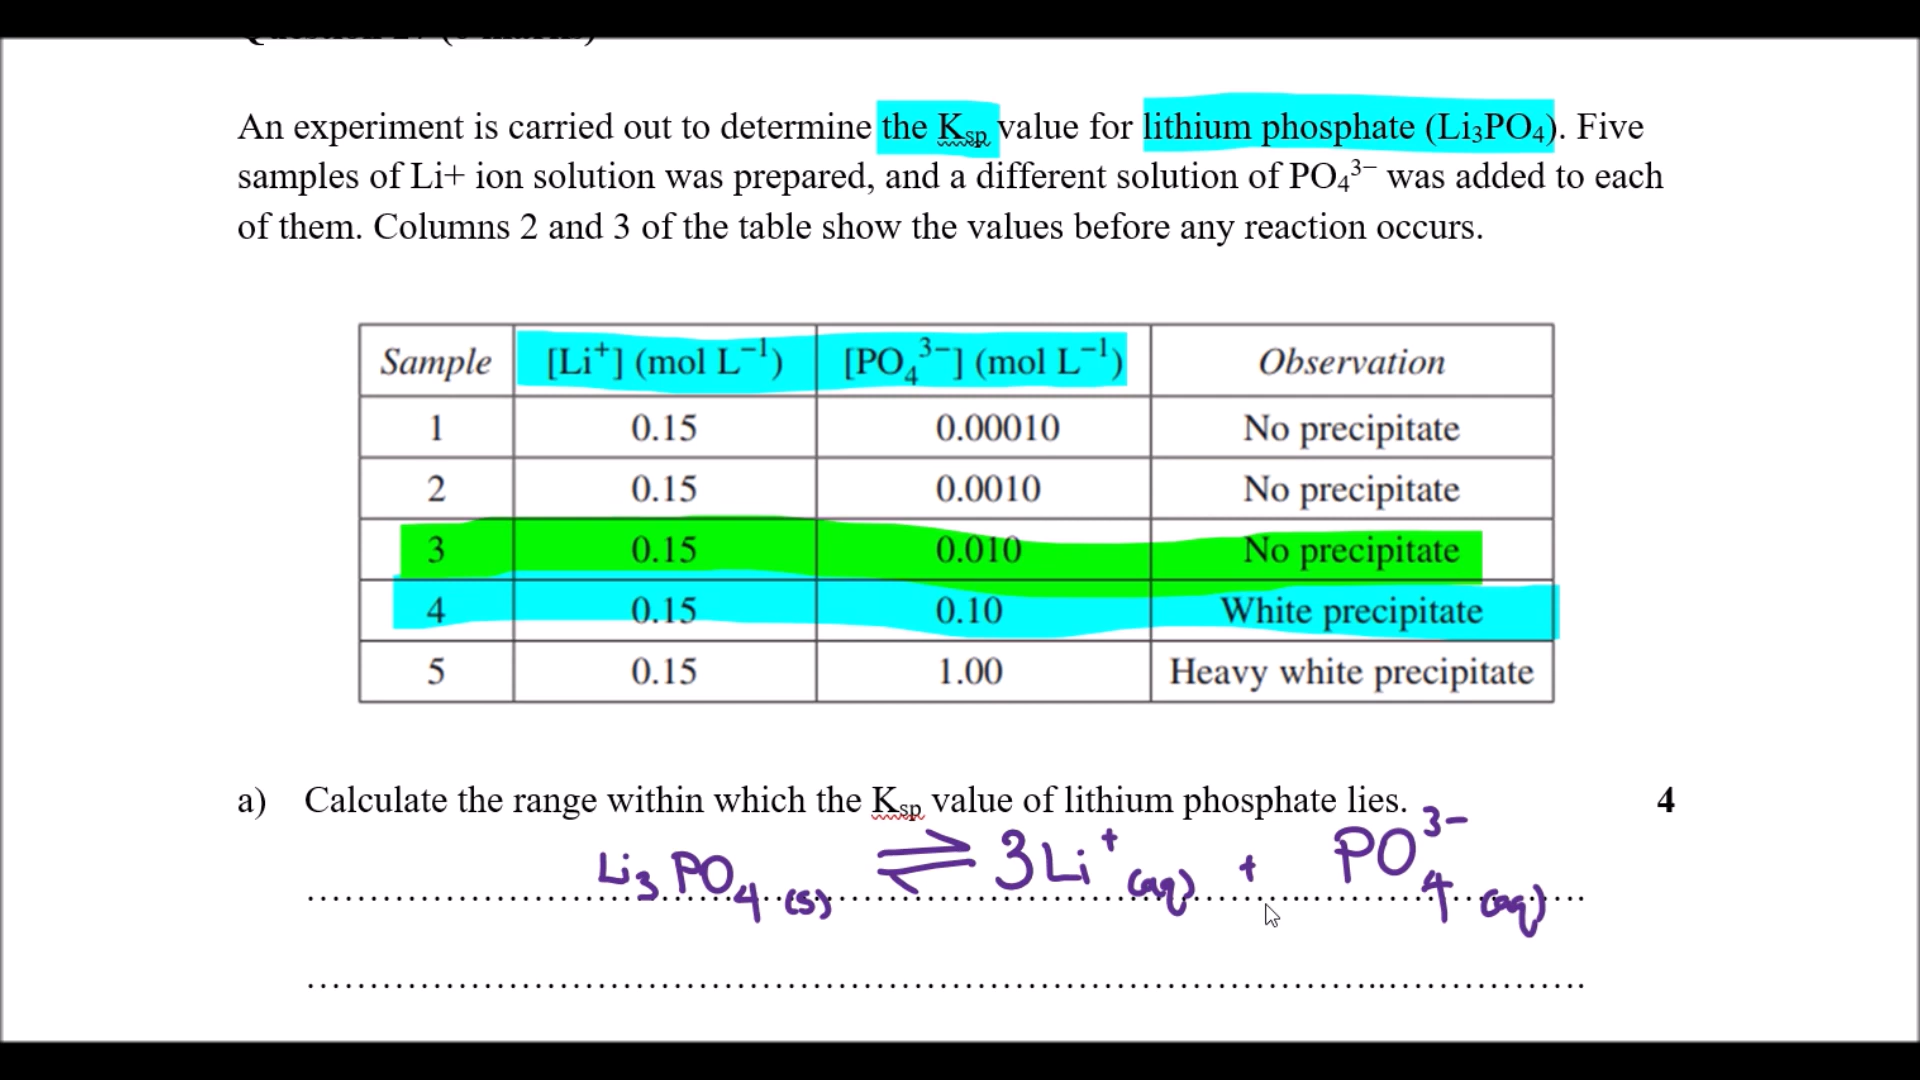 An experiment is carried out to determine the Ksp value for lithium phosphate (Li₃PO₄). Five
samples of Li+ ion solution was prepared, and a different solution of PO₄³⁻ was added to each
of them. Columns 2 and 3 of the table show the values before any reaction occurs.
Sample [Li⁺] (mol L⁻¹) [PO₄³⁻] (mol L⁻¹) Observation
1 0.15 0.00010 No precipitate
2 0.15 0.0010 No precipitate
3 0.15 0.010 No precipitate
4 0.15 0.10 White precipitate
5 0.15 1.00 Heavy white precipitate
a) Calculate the range within which the Ksp value of lithium phosphate lies. 4
Li₃PO₄ (s) ⇌ 3Li⁺ (aq) + PO₄³⁻ (aq)